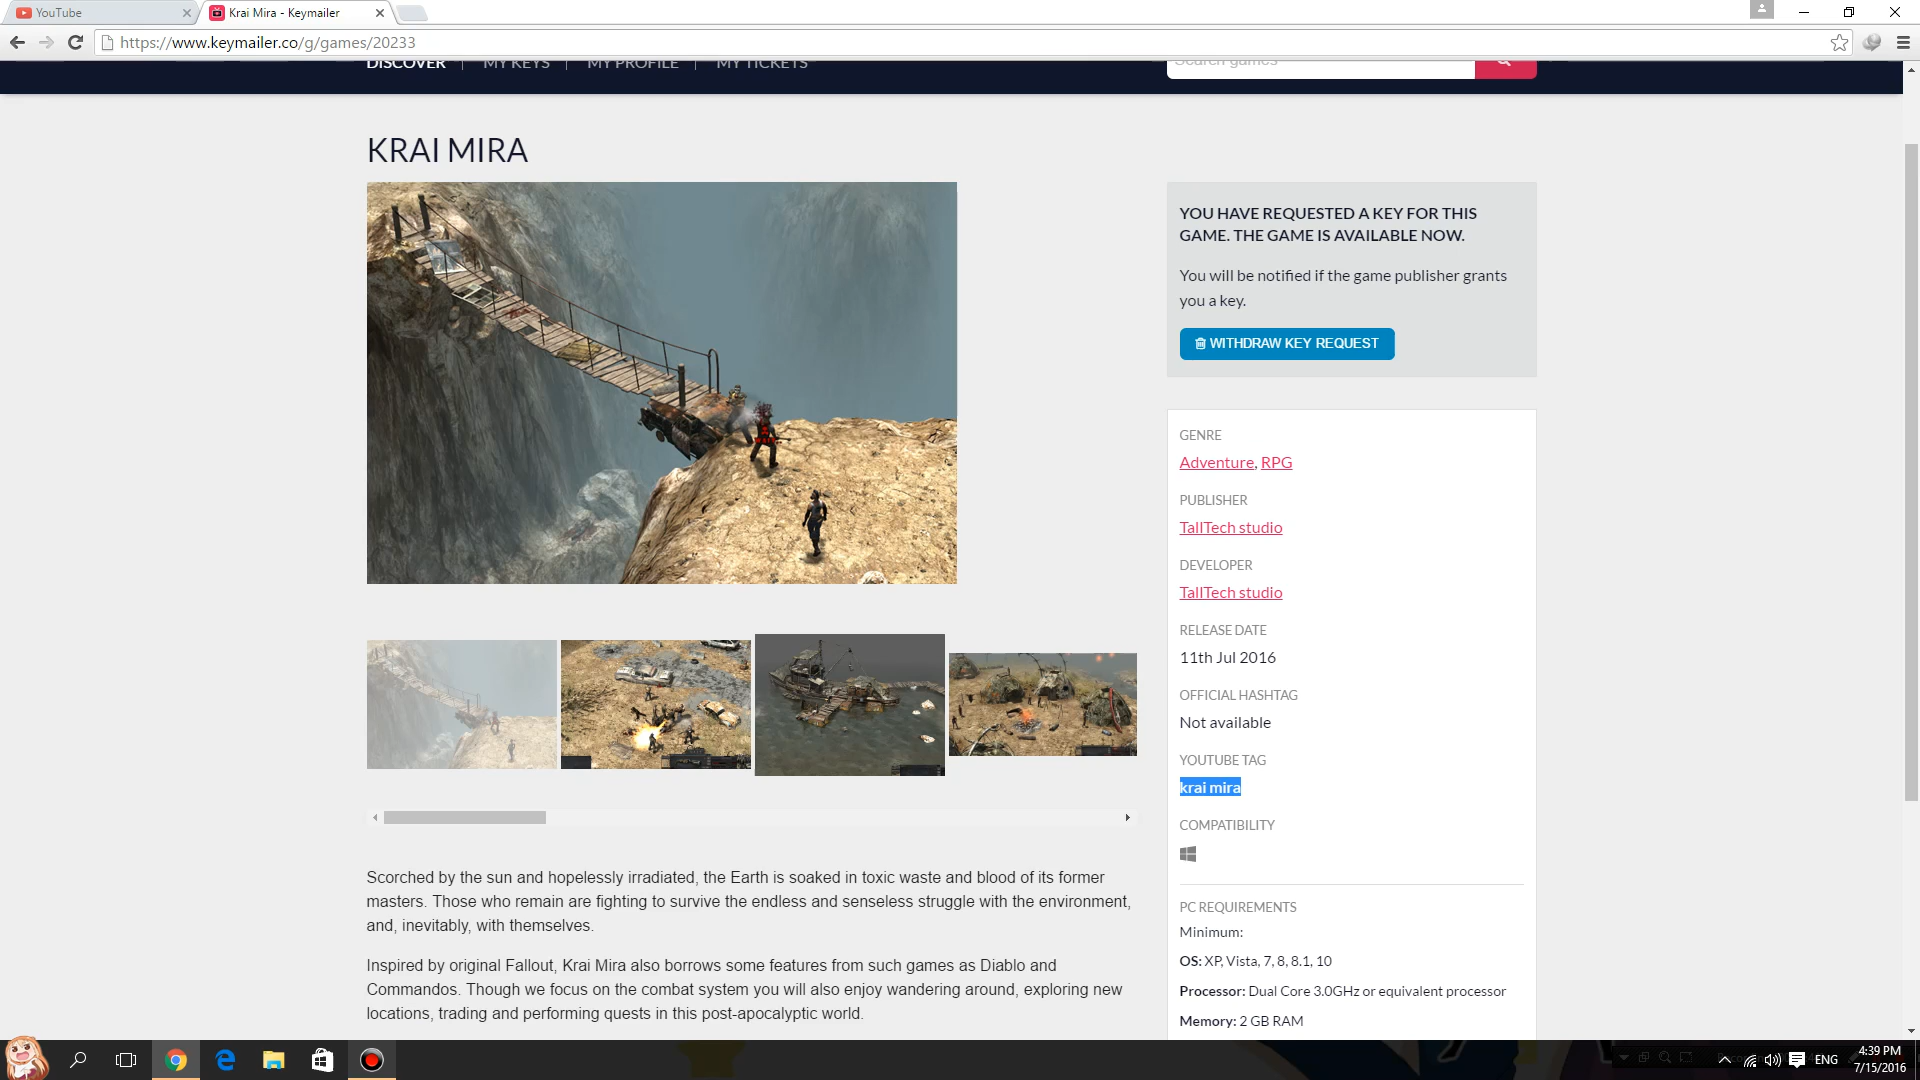 YouTube
Krai Mira - Keymailer
https://www.keymailer.co/g/games/20233
DISCOVER
MY KEYS
MY PROFILE
MY TICKETS
Search games
KRAI MIRA
YOU HAVE REQUESTED A KEY FOR THIS
GAME. THE GAME IS AVAILABLE NOW.
You will be notified if the game publisher grants
you a key.
WITHDRAW KEY REQUEST
GENRE
Adventure, RPG
PUBLISHER
TallTech studio
DEVELOPER
TallTech studio
RELEASE DATE
11th Jul 2016
OFFICIAL HASHTAG
Not available
YOUTUBE TAG
krai mira
COMPATIBILITY
PC REQUIREMENTS
Minimum:
OS: XP, Vista, 7, 8, 8.1, 10
Processor: Dual Core 3.0GHz or equivalent processor
Memory: 2 GB RAM
Scorched by the sun and hopelessly irradiated, the Earth is soaked in toxic waste and blood of its former
masters. Those who remain are fighting to survive the endless and senseless struggle with the environment,
and, inevitably, with themselves.
Inspired by original Fallout, Krai Mira also borrows some features from such games as Diablo and
Commandos. Though we focus on the combat system you will also enjoy wandering around, exploring new
locations, trading and performing quests in this post-apocalyptic world.
ENG
4:39 PM
7/15/2016